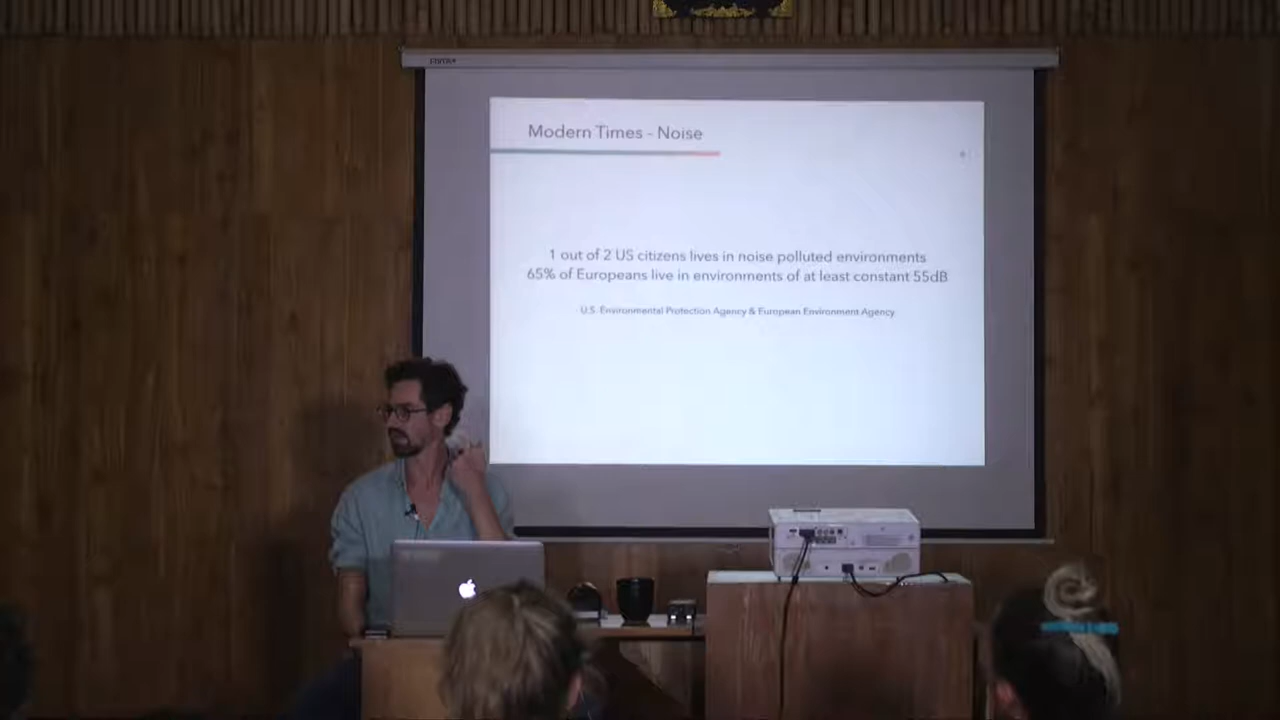 Modern Times - Noise
1 out of 2 US citizens lives in noise polluted environments
65% of Europeans live in environments of at least constant 55dB
U.S. Environmental Protection Agency & European Environment Agency